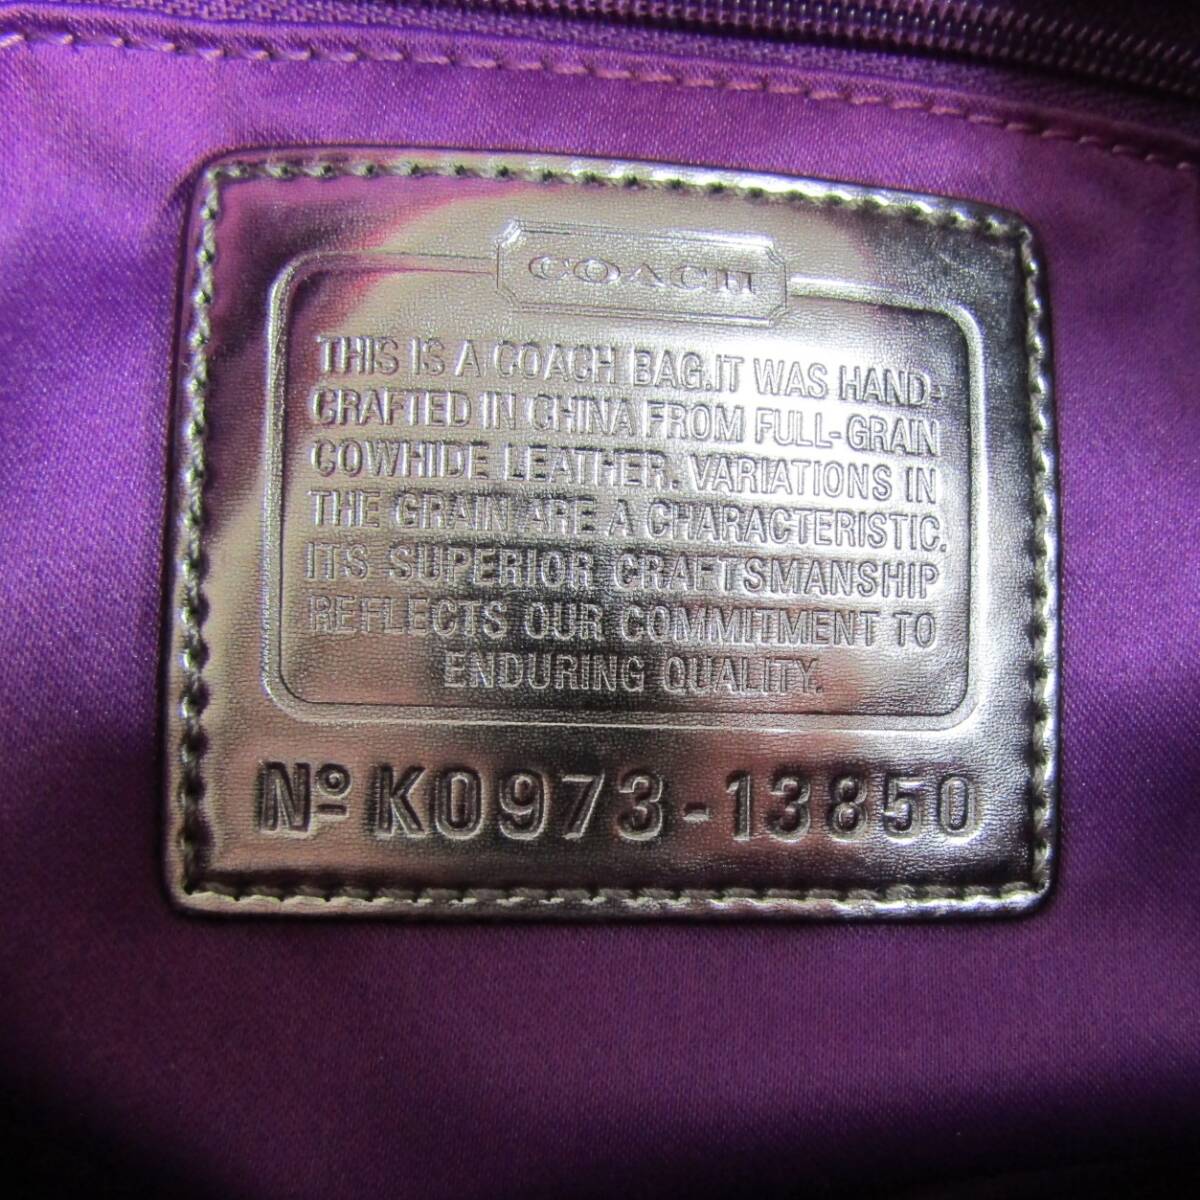 COACH
THIS IS A COACH BAG.IT WAS HAND-
CRAFTED IN CHINA FROM FULL-GRAIN
COWHIDE LEATHER. VARIATIONS IN
THE GRAIN ARE A CHARACTERISTIC.
ITS SUPERIOR CRAFTSMANSHIP
REFLECTS OUR COMMITMENT TO
ENDURING QUALITY.
Nº K0973-13850